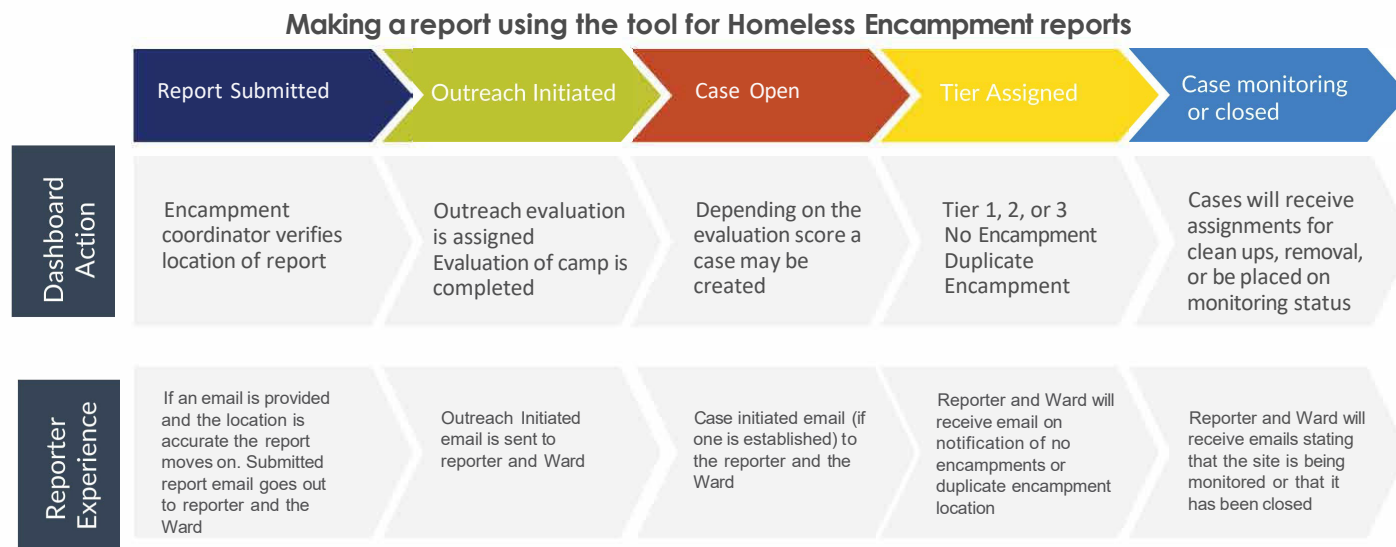 Making a report using the tool for Homeless Encampment reports
Report Submitted
Outreach Initiated
Case Open
Tier Assigned
Case monitoring
or closed
Dashboard
Action
Encampment
coordinator verifies
location of report
Outreach evaluation
is assigned
Evaluation of camp is
completed
Depending on the
evaluation score a
case may be
created
Tier 1, 2, or 3
No Encampment
Duplicate
Encampment
Cases will receive
assignments for
clean ups, removal,
or be placed on
monitoring status
Reporter
Experience
If an email is provided
and the location is
accurate the report
moves on. Submitted
report email goes out
to reporter and the
Ward
Outreach Initiated
email is sent to
reporter and Ward
Case initiated email (if
one is established) to
the reporter and the
Ward
Reporter and Ward will
receive email on
notification of no
encampments or
duplicate encampment
location
Reporter and Ward will
receive emails stating
that the site is being
monitored or that it
has been closed